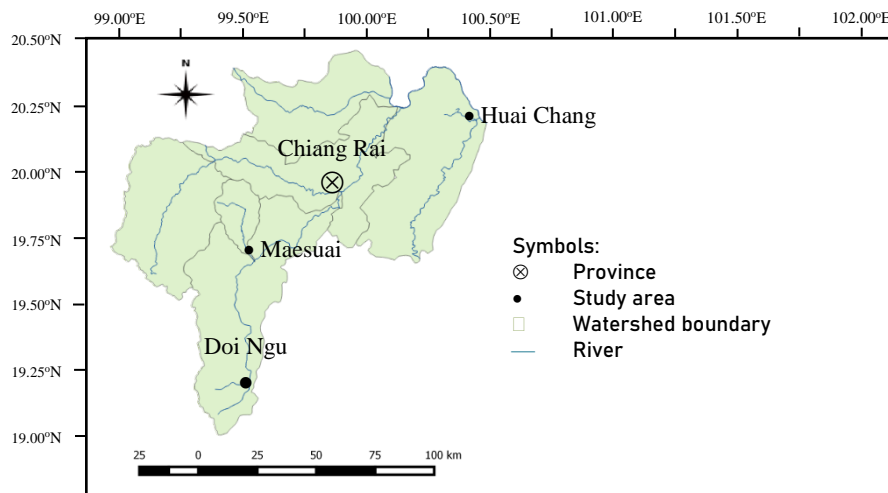 99.00°N 99.50°N 100.00°N 100.50°N 101.00°N 101.50°N 102.00°N
20.50°N
N
20.25°N
Huai Chang
Chiang Rai
20.00°N
19.75°N
Maesuai
Symbols:
Province
Study area
Watershed boundary
River
19.50°N
Doi Ngu
19.25°N
19.00°N
25 0 25 50 75 100 km